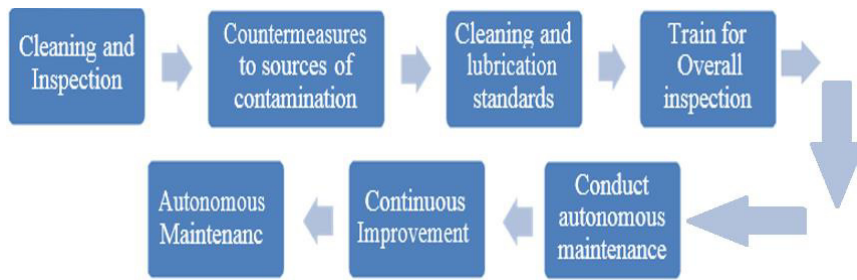 Cleaning and
Inspection
Countermeasures
to sources of
contamination
Cleaning and
lubrication
standards
Train for
Overall
inspection
Conduct
autonomous
maintenance
Continuous
Improvement
Autonomous
Maintenanc